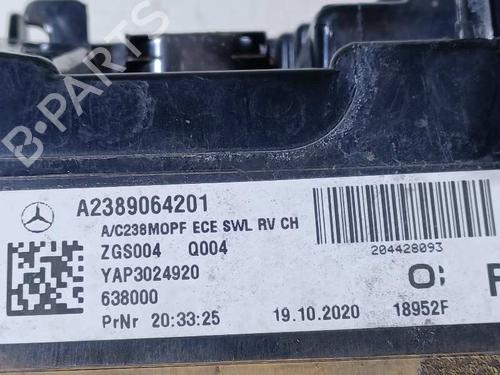 B-PARTS
A2389064201
A/C238MOPF ECE SWL RV CH
ZGS004 Q004
YAP3024920
638000
PrNr 20:33:25 19.10.2020 18952F
204428093